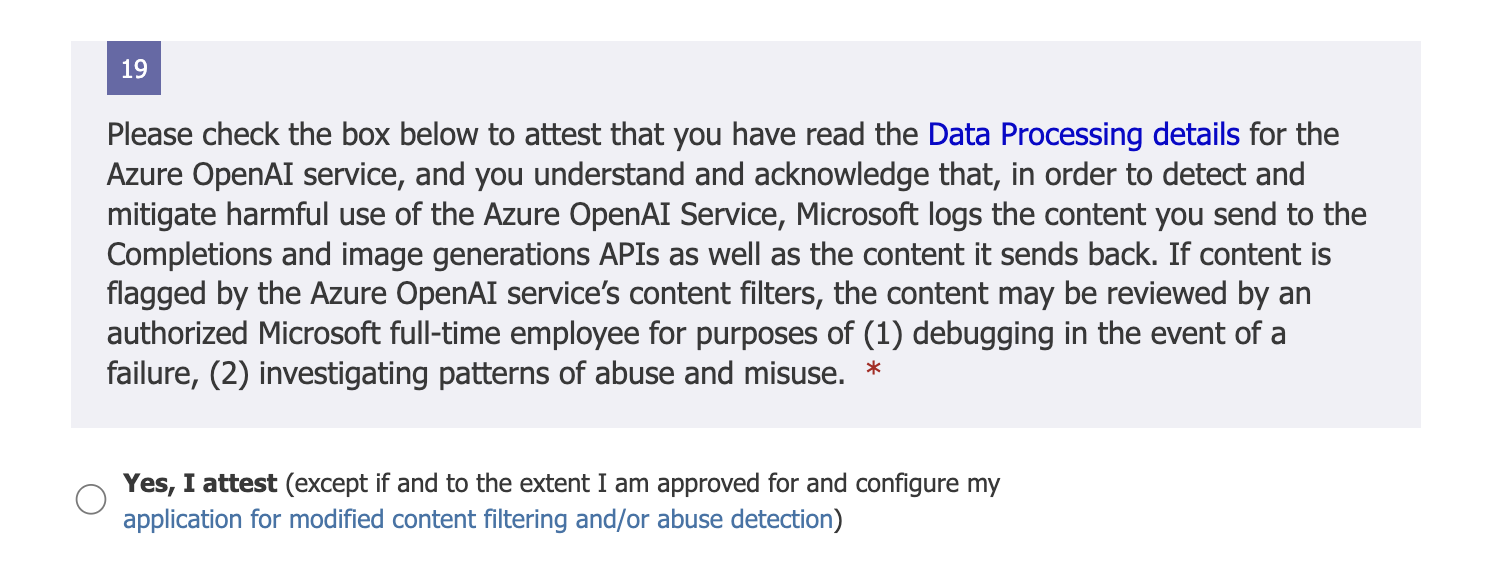 19
Please check the box below to attest that you have read the Data Processing details for the
Azure OpenAI service, and you understand and acknowledge that, in order to detect and
mitigate harmful use of the Azure OpenAI Service, Microsoft logs the content you send to the
Completions and image generations APIs as well as the content it sends back. If content is
flagged by the Azure OpenAI service’s content filters, the content may be reviewed by an
authorized Microsoft full-time employee for purposes of (1) debugging in the event of a
failure, (2) investigating patterns of abuse and misuse. *
Yes, I attest (except if and to the extent I am approved for and configure my
application for modified content filtering and/or abuse detection)